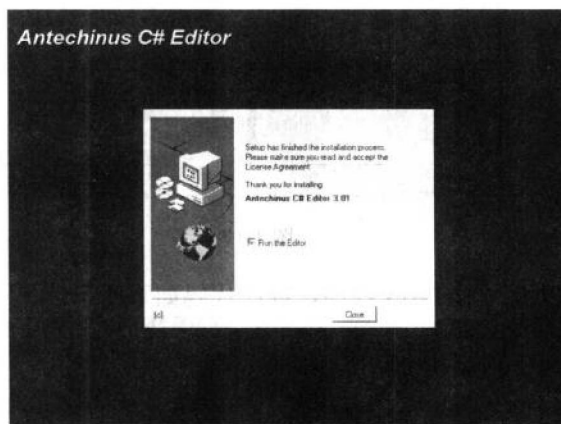 Antechinus C# Editor
Setup has finished the installation process.
Please make sure you read and accept the
License Agreement
Thank you for installing
Antechinus C# Editor 3.01
Run the Editor
Close